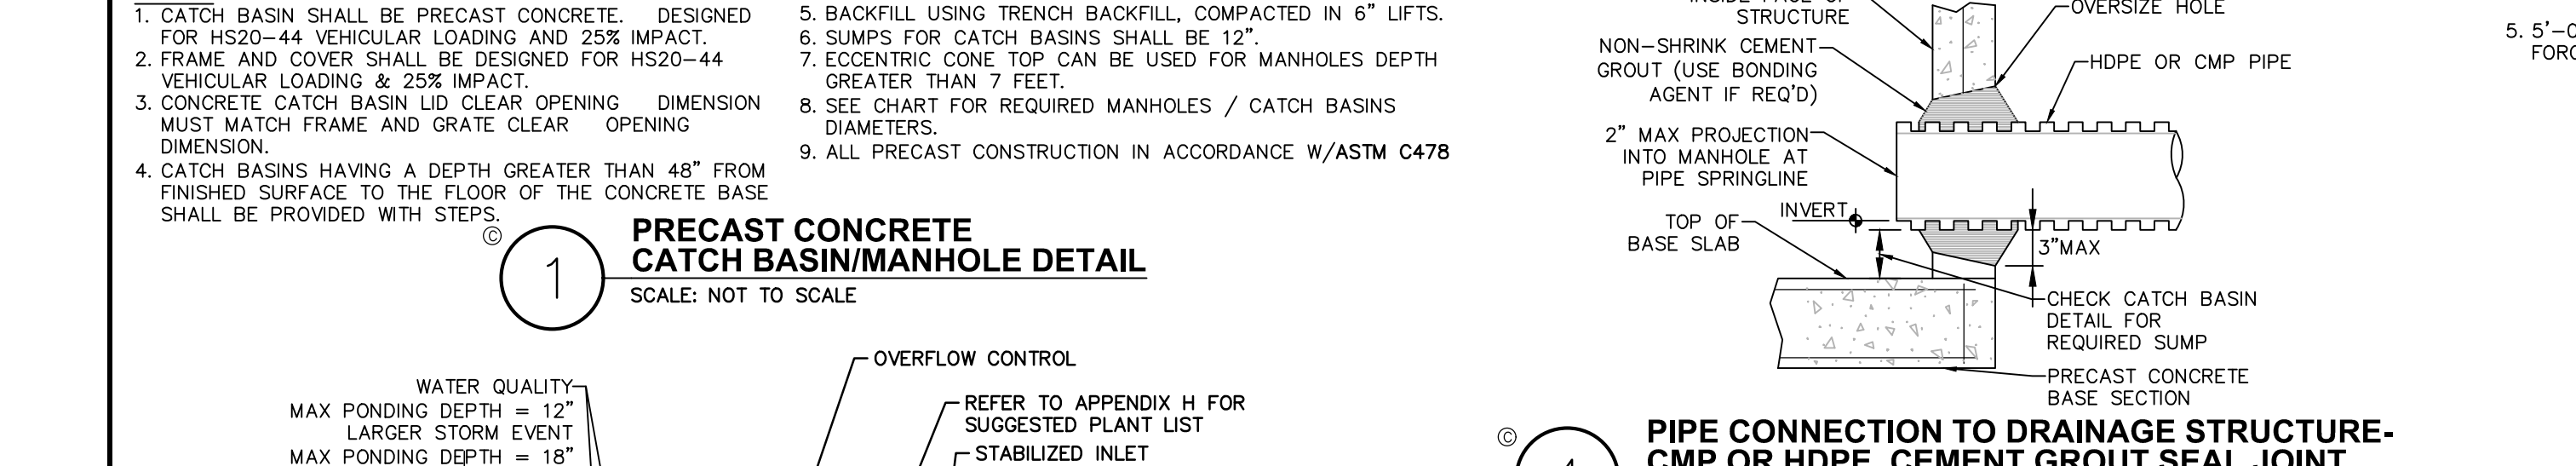 1. CATCH BASIN SHALL BE PRECAST CONCRETE. DESIGNED
FOR HS20-44 VEHICULAR LOADING AND 25% IMPACT.
2. FRAME AND COVER SHALL BE DESIGNED FOR HS20-44
VEHICULAR LOADING & 25% IMPACT.
3. CONCRETE CATCH BASIN LID CLEAR OPENING DIMENSION
MUST MATCH FRAME AND GRATE CLEAR OPENING
DIMENSION.
4. CATCH BASINS HAVING A DEPTH GREATER THAN 48" FROM
FINISHED SURFACE TO THE FLOOR OF THE CONCRETE BASE
SHALL BE PROVIDED WITH STEPS.
5. BACKFILL USING TRENCH BACKFILL, COMPACTED IN 6" LIFTS.
6. SUMPS FOR CATCH BASINS SHALL BE 12".
7. ECCENTRIC CONE TOP CAN BE USED FOR MANHOLES DEPTH
GREATER THAN 7 FEET.
8. SEE CHART FOR REQUIRED MANHOLES / CATCH BASINS
DIAMETERS.
9. ALL PRECAST CONSTRUCTION IN ACCORDANCE W/ASTM C478
©
1
PRECAST CONCRETE
CATCH BASIN/MANHOLE DETAIL
SCALE: NOT TO SCALE
OVERFLOW CONTROL
WATER QUALITY
MAX PONDING DEPTH = 12"
LARGER STORM EVENT
MAX PONDING DEPTH = 18"
REFER TO APPENDIX H FOR
SUGGESTED PLANT LIST
STABILIZED INLET
STRUCTURE
OVERSIZE HOLE
NON-SHRINK CEMENT
GROUT (USE BONDING
AGENT IF REQ'D)
HDPE OR CMP PIPE
2" MAX PROJECTION
INTO MANHOLE AT
PIPE SPRINGLINE
INVERT
TOP OF
BASE SLAB
3"MAX
CHECK CATCH BASIN
DETAIL FOR
REQUIRED SUMP
PRECAST CONCRETE
BASE SECTION
©
PIPE CONNECTION TO DRAINAGE STRUCTURE-
CMP OR HDPE, CEMENT GROUT SEAL JOINT
5.